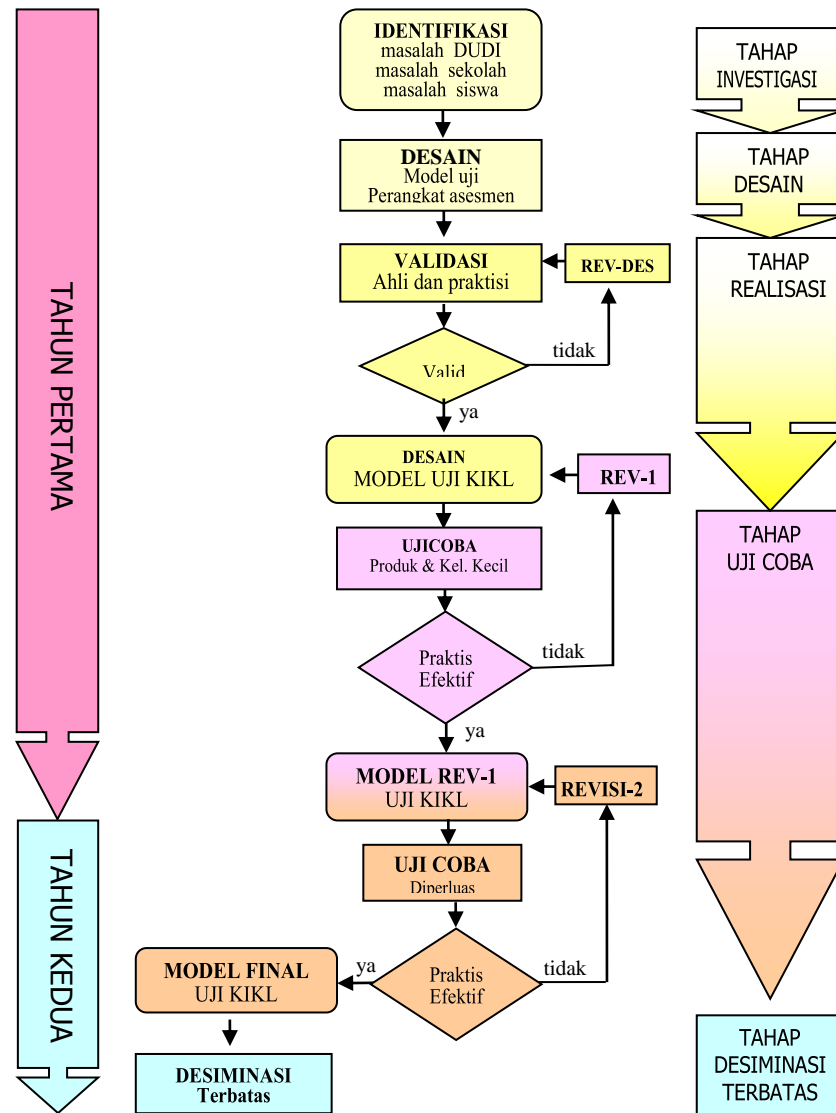 IDENTIFIKASI
masalah DUDI
masalah sekolah
masalah siswa
TAHAP
INVESTIGASI
DESAIN
Model uji
Perangkat asesmen
TAHAP
DESAIN
VALIDASI
Ahli dan praktisi
REV-DES
TAHAP
REALISASI
Valid
tidak
ya
TAHUN PERTAMA
DESAIN
MODEL UJI KIKL
REV-1
UJICOBA
Produk & Kel. Kecil
TAHAP
UJI COBA
Praktis
Efektif
tidak
ya
MODEL REV-1
UJI KIKL
REVISI-2
UJI COBA
Diperluas
TAHUN KEDUA
Praktis
Efektif
tidak
ya
MODEL FINAL
UJI KIKL
DESIMINASI
Terbatas
TAHAP
DESIMINASI
TERBATAS